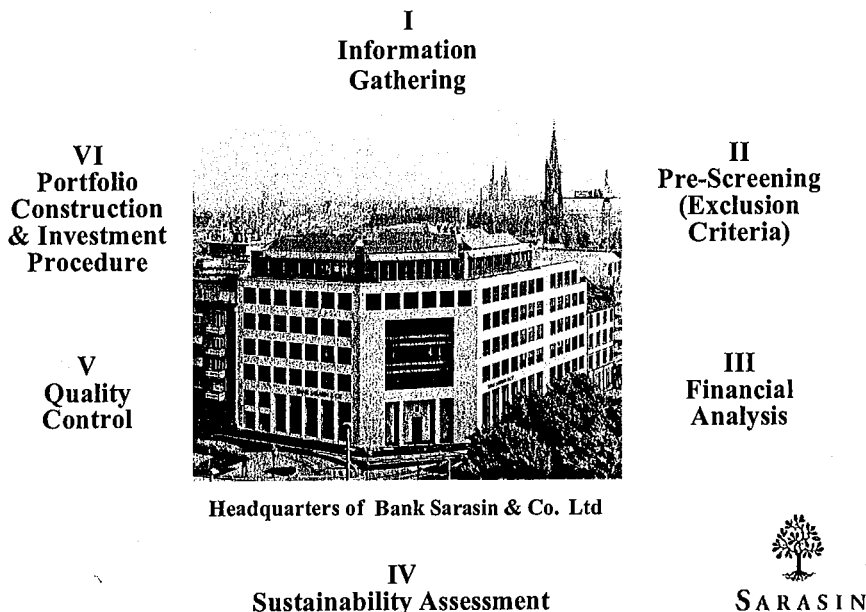 I
Information
Gathering
II
Pre-Screening
(Exclusion
Criteria)
III
Financial
Analysis
IV
Sustainability Assessment
V
Quality
Control
VI
Portfolio
Construction
& Investment
Procedure
Headquarters of Bank Sarasin & Co. Ltd
SARASIN